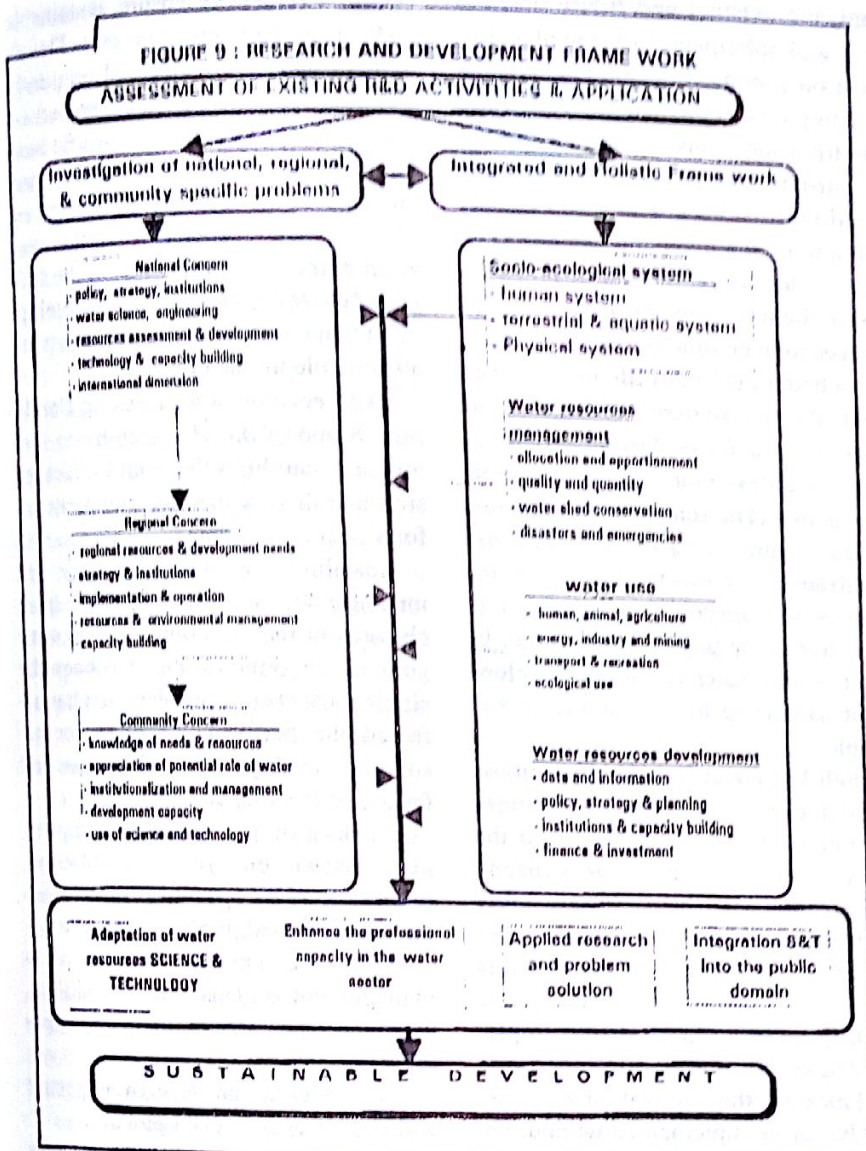 FIGURE 9 : RESEARCH AND DEVELOPMENT FRAME WORK
ASSESSMENT OF EXISTING R&D ACTIVITITIES & APPLICATION
Investigation of national, regional,
& community specific problems
Integrated and Holistic Frame work
National Concern
· policy, strategy, institutions
· water science, engineering
· resources assessment & development
· technology & capacity building
· international dimension
Regional Concern
· regional resources & development needs
· strategy & institutions
· implementation & operation
· resources & environmental management
· capacity building
Community Concern
· knowledge of needs & resources
· appreciation of potential role of water
· institutionalization and management
· development capacity
· use of science and technology
Socio-ecological system
· human system
· terrestrial & aquatic system
· Physical system
Water resources
management
· allocation and apportionment
· quality and quantity
· water shed conservation
· disasters and emergencies
Water use
· human, animal, agriculture
· energy, industry and mining
· transport & recreation
· ecological use
Water resources development
· data and information
· policy, strategy & planning
· institutions & capacity building
· finance & investment
Adaptation of water
resources SCIENCE &
TECHNOLOGY
Enhance the professional
capacity in the water
sector
Applied research
and problem
solution
Integration S&T
into the public
domain
SUSTAINABLE DEVELOPMENT